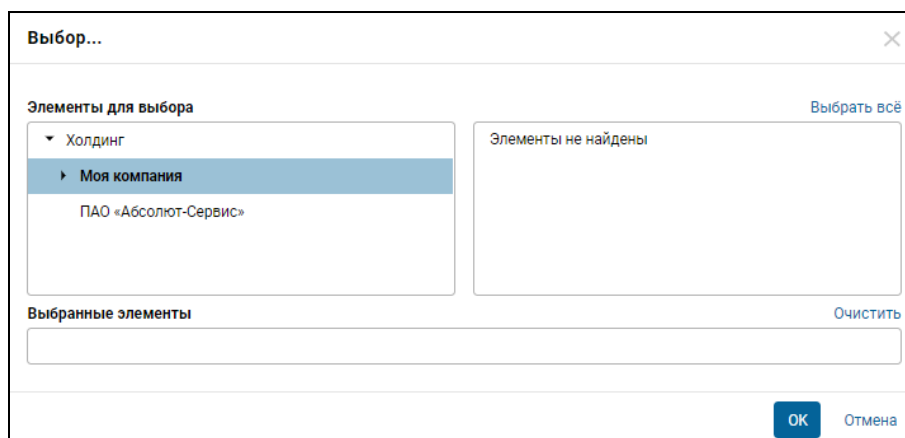 Выбор...
Элементы для выбора
Выбрать всё
Холдинг
Моя компания
ПАО «Абсолют-Сервис»
Элементы не найдены
Выбранные элементы
Очистить
ОК
Отмена